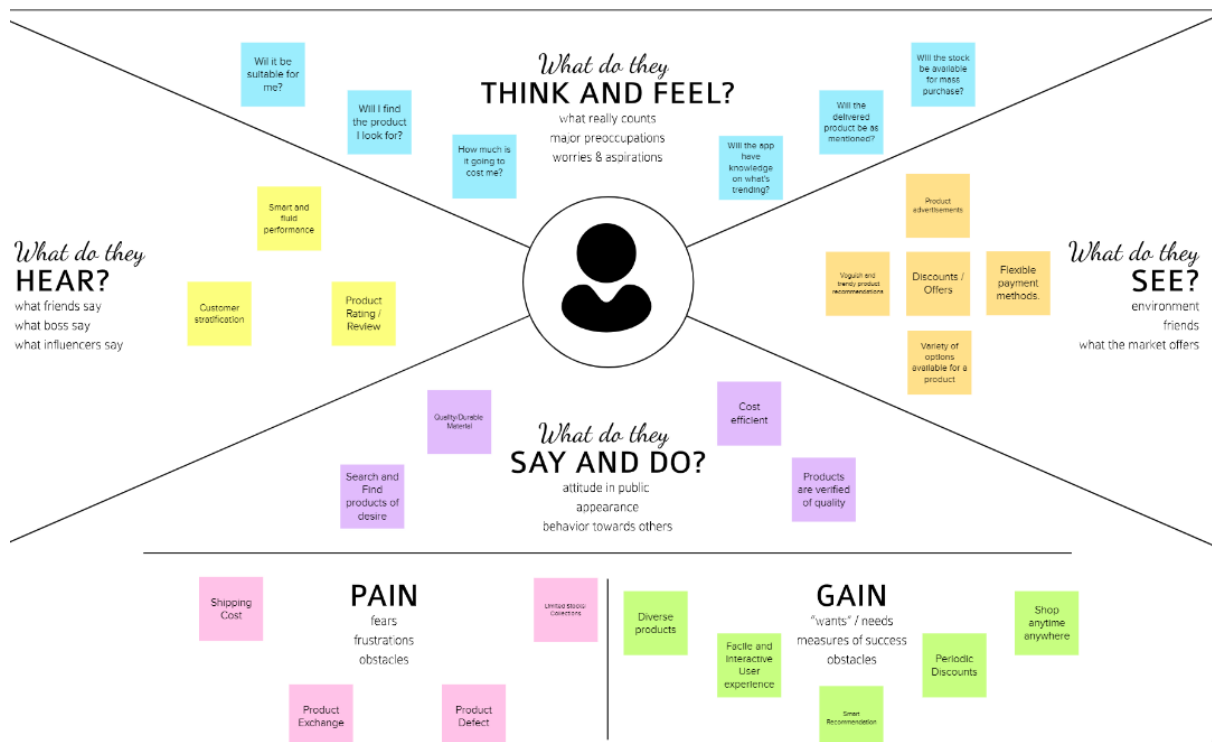 What do they
THINK AND FEEL?
what really counts
major preoccupations
worries & aspirations
Wil it be
suitable for
me?
Will I find
the product
I look for?
How much is
it going to
cost me?
Will the app
have
knowledge
on what's
trending?
Will the
delivered
product be as
mentioned?
Will the stock
be available
for mass
purchase?
What do they
HEAR?
what friends say
what boss say
what influencers say
Smart and
fluid
performance
Customer
stratification
Product
Rating /
Review
What do they
SEE?
environment
friends
what the market offers
Product
advertisements
Voguish and
trendy product
recommendations
Discounts /
Offers
Flexible
payment
methods.
Variety of
options
available for a
product
What do they
SAY AND DO?
attitude in public
appearance
behavior towards others
Quality/Durable
Material
Search and
Find
products of
desire
Cost
efficient
Products
are verified
of quality
PAIN
fears
frustrations
obstacles
Shipping
Cost
Limited
Collections
Product
Exchange
Product
Defect
GAIN
"wants" / needs
measures of success
obstacles
Diverse
products
Facile and
Interactive
User
experience
Smart
Recommendation
Periodic
Discounts
Shop
anytime
anywhere